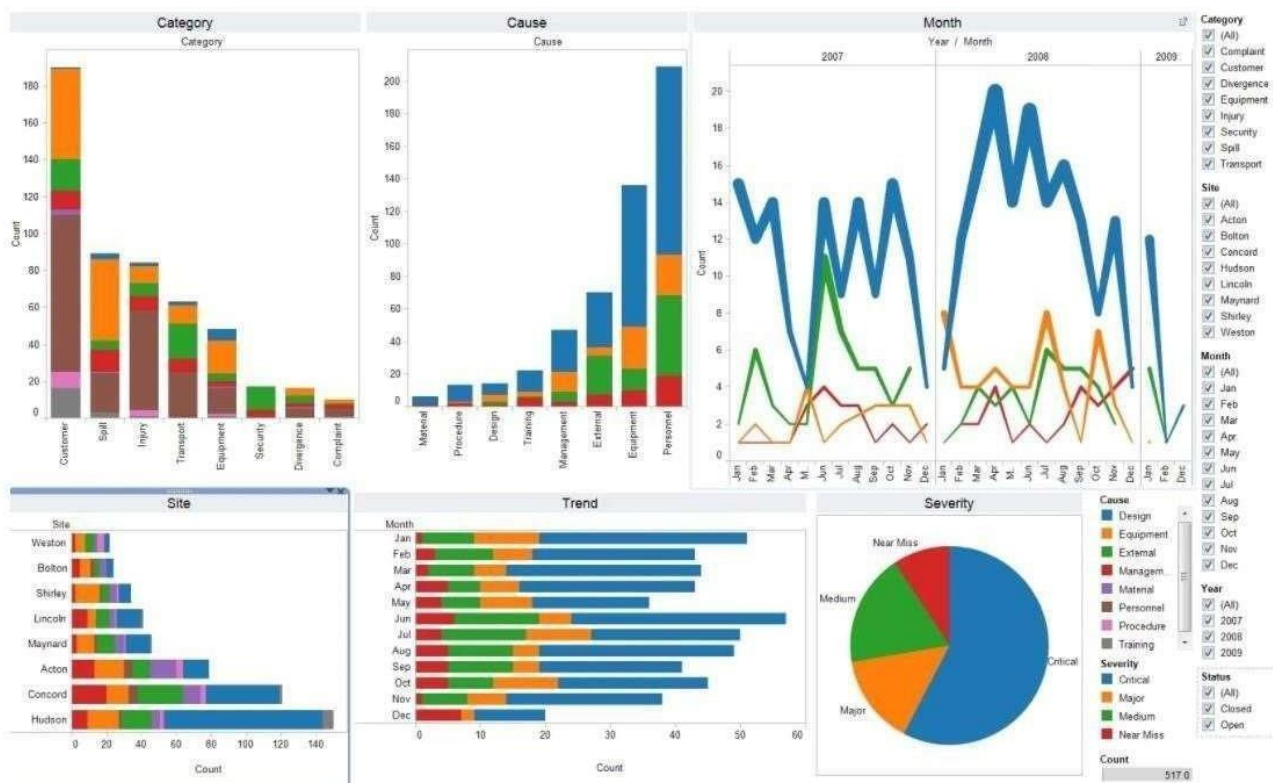 Category
Category
Count
180
160
140
120
100
80
60
40
20
0
Customer
Spill
Injury
Transport
Equipment
Security
Divergence
Complaint
Cause
Cause
Count
200
180
160
140
120
100
80
60
40
20
0
Material
Procedure
Design
Training
Management
External
Equipment
Personnel
Month
Year / Month
2007 2008 2009
Count
20
18
16
14
12
10
8
6
4
2
0
Jan Feb Mar Apr M.. Jun Jul Aug Sep Oct Nov Dec Jan Feb Mar Apr M.. Jun Jul Aug Sep Oct Nov Dec Jan Feb Dec
Category
(All)
Complaint
Customer
Divergence
Equipment
Injury
Security
Spill
Transport
Site
(All)
Acton
Bolton
Concord
Hudson
Lincoln
Maynard
Shirley
Weston
Month
(All)
Jan
Feb
Mar
Apr
May
Jun
Jul
Aug
Sep
Oct
Nov
Dec
Year
(All)
2007
2008
2009
Status
(All)
Closed
Open
Site
Site
Weston
Bolton
Shirley
Lincoln
Maynard
Acton
Concord
Hudson
0 20 40 60 80 100 120 140
Count
Trend
Month
Jan
Feb
Mar
Apr
May
Jun
Jul
Aug
Sep
Oct
Nov
Dec
0 10 20 30 40 50 60
Count
Severity
Near Miss
Medium
Major
Critical
Cause
Design
Equipment
External
Managem...
Material
Personnel
Procedure
Training
Severity
Critical
Major
Medium
Near Miss
Count
517.0